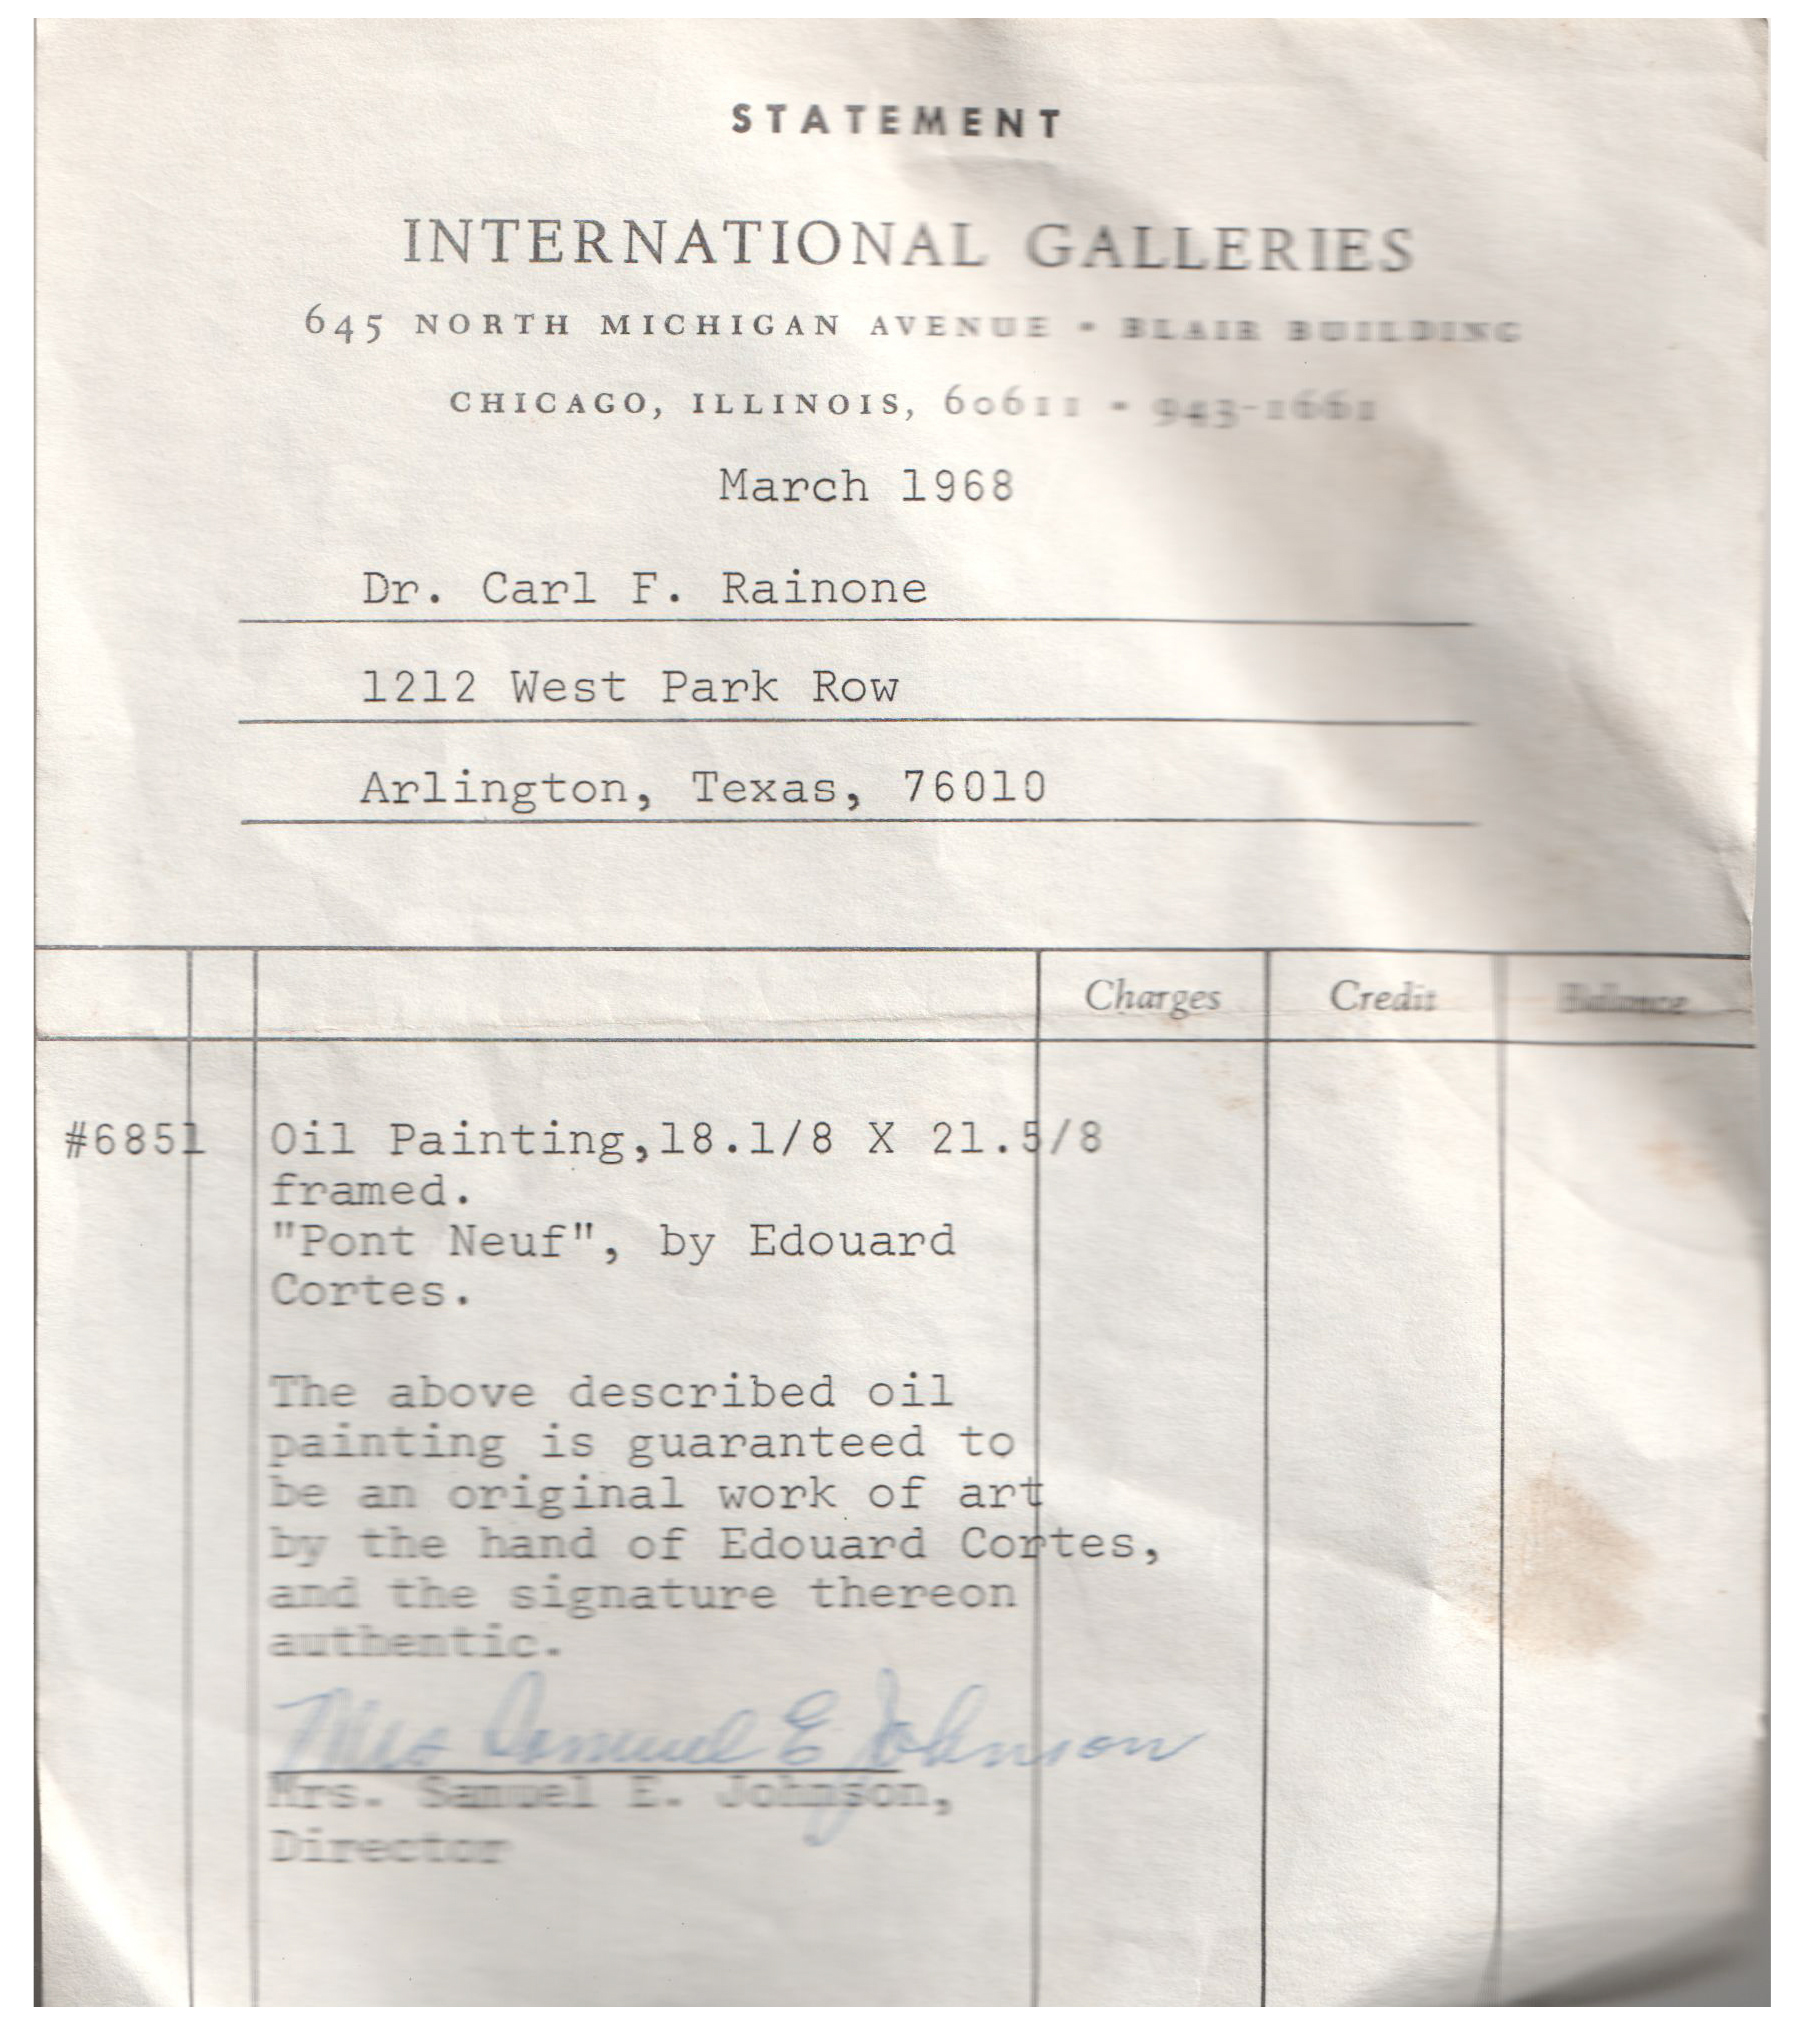 STATEMENT
INTERNATIONAL GALLERIES
645 NORTH MICHIGAN AVENUE • BLAIR BUILDING
CHICAGO, ILLINOIS, 60611 • 943-1661
March 1968
Dr. Carl F. Rainone
1212 West Park Row
Arlington, Texas, 76010
Charges Credit Balance
#6851 Oil Painting,18.1/8 X 21.5/8
framed.
"Pont Neuf", by Edouard
Cortes.
The above described oil
painting is guaranteed to
be an original work of art
by the hand of Edouard Cortes,
and the signature thereon
authentic.
Mrs Samuel E Johnson
Mrs. Samuel E. Johnson,
Director